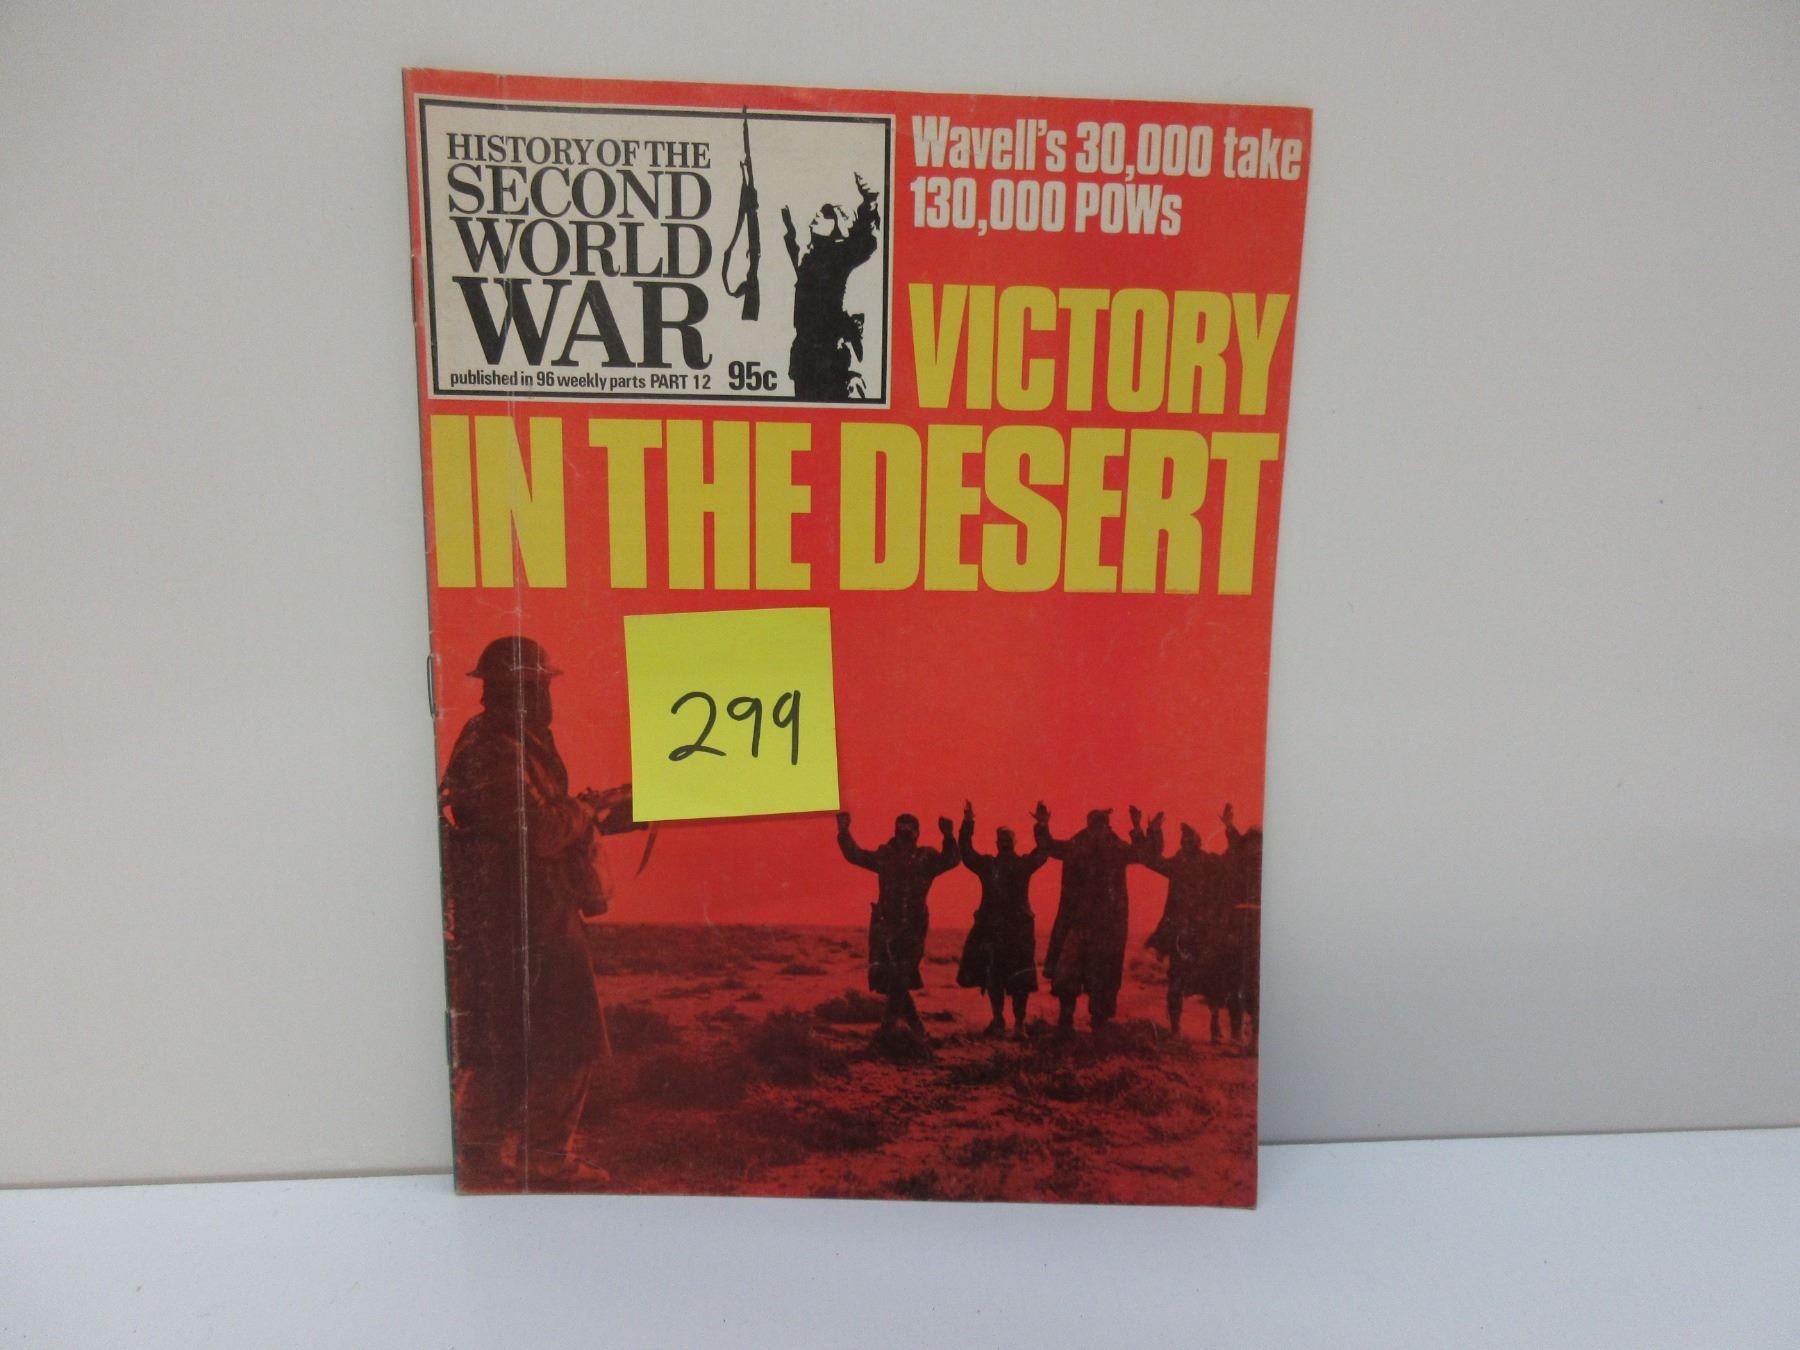 HISTORY OF THE
SECOND
WORLD
WAR
published in 96 weekly parts PART 12 95c
Wavell's 30,000 take
130,000 POWs
VICTORY
IN THE DESERT
299